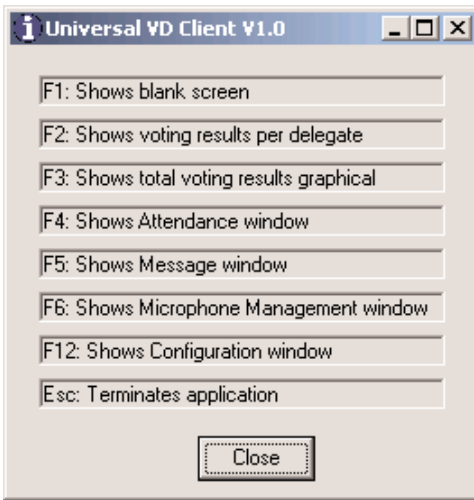 Universal VD Client V1.0
F1: Shows blank screen
F2: Shows voting results per delegate
F3: Shows total voting results graphical
F4: Shows Attendance window
F5: Shows Message window
F6: Shows Microphone Management window
F12: Shows Configuration window
Esc: Terminates application
Close